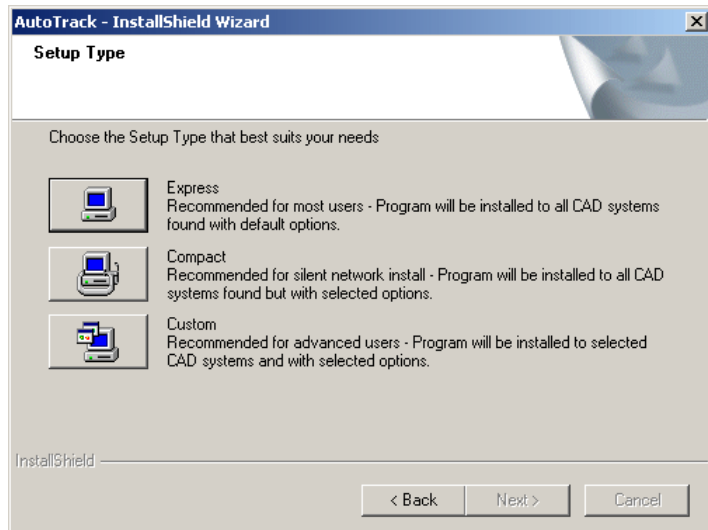 AutoTrack - InstallShield Wizard
Setup Type
Choose the Setup Type that best suits your needs
Express
Recommended for most users - Program will be installed to all CAD systems
found with default options.
Compact
Recommended for silent network install - Program will be installed to all CAD
systems found but with selected options.
Custom
Recommended for advanced users - Program will be installed to selected
CAD systems and with selected options.
InstallShield
< Back
Next >
Cancel